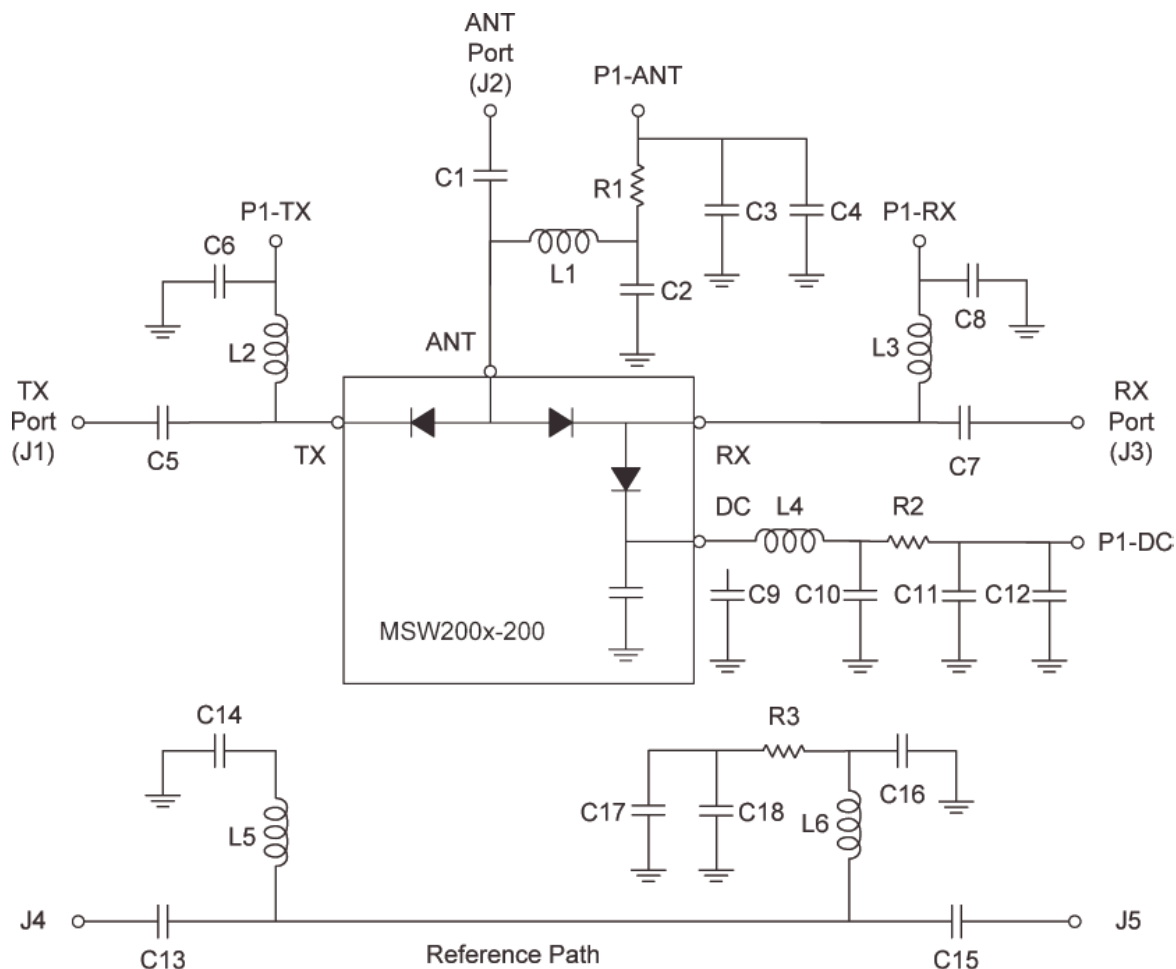 ANT
Port
(J2)
P1-ANT
C1
R1
C3
C4
P1-TX
P1-RX
C6
L1
C2
C8
L2
ANT
L3
TX
Port
(J1)
C5
TX
RX
C7
RX
Port
(J3)
DC
L4
R2
P1-DC
C9
C10
C11
C12
MSW200x-200
C14
R3
C16
C17
C18
L5
L6
J4
C13
Reference Path
C15
J5